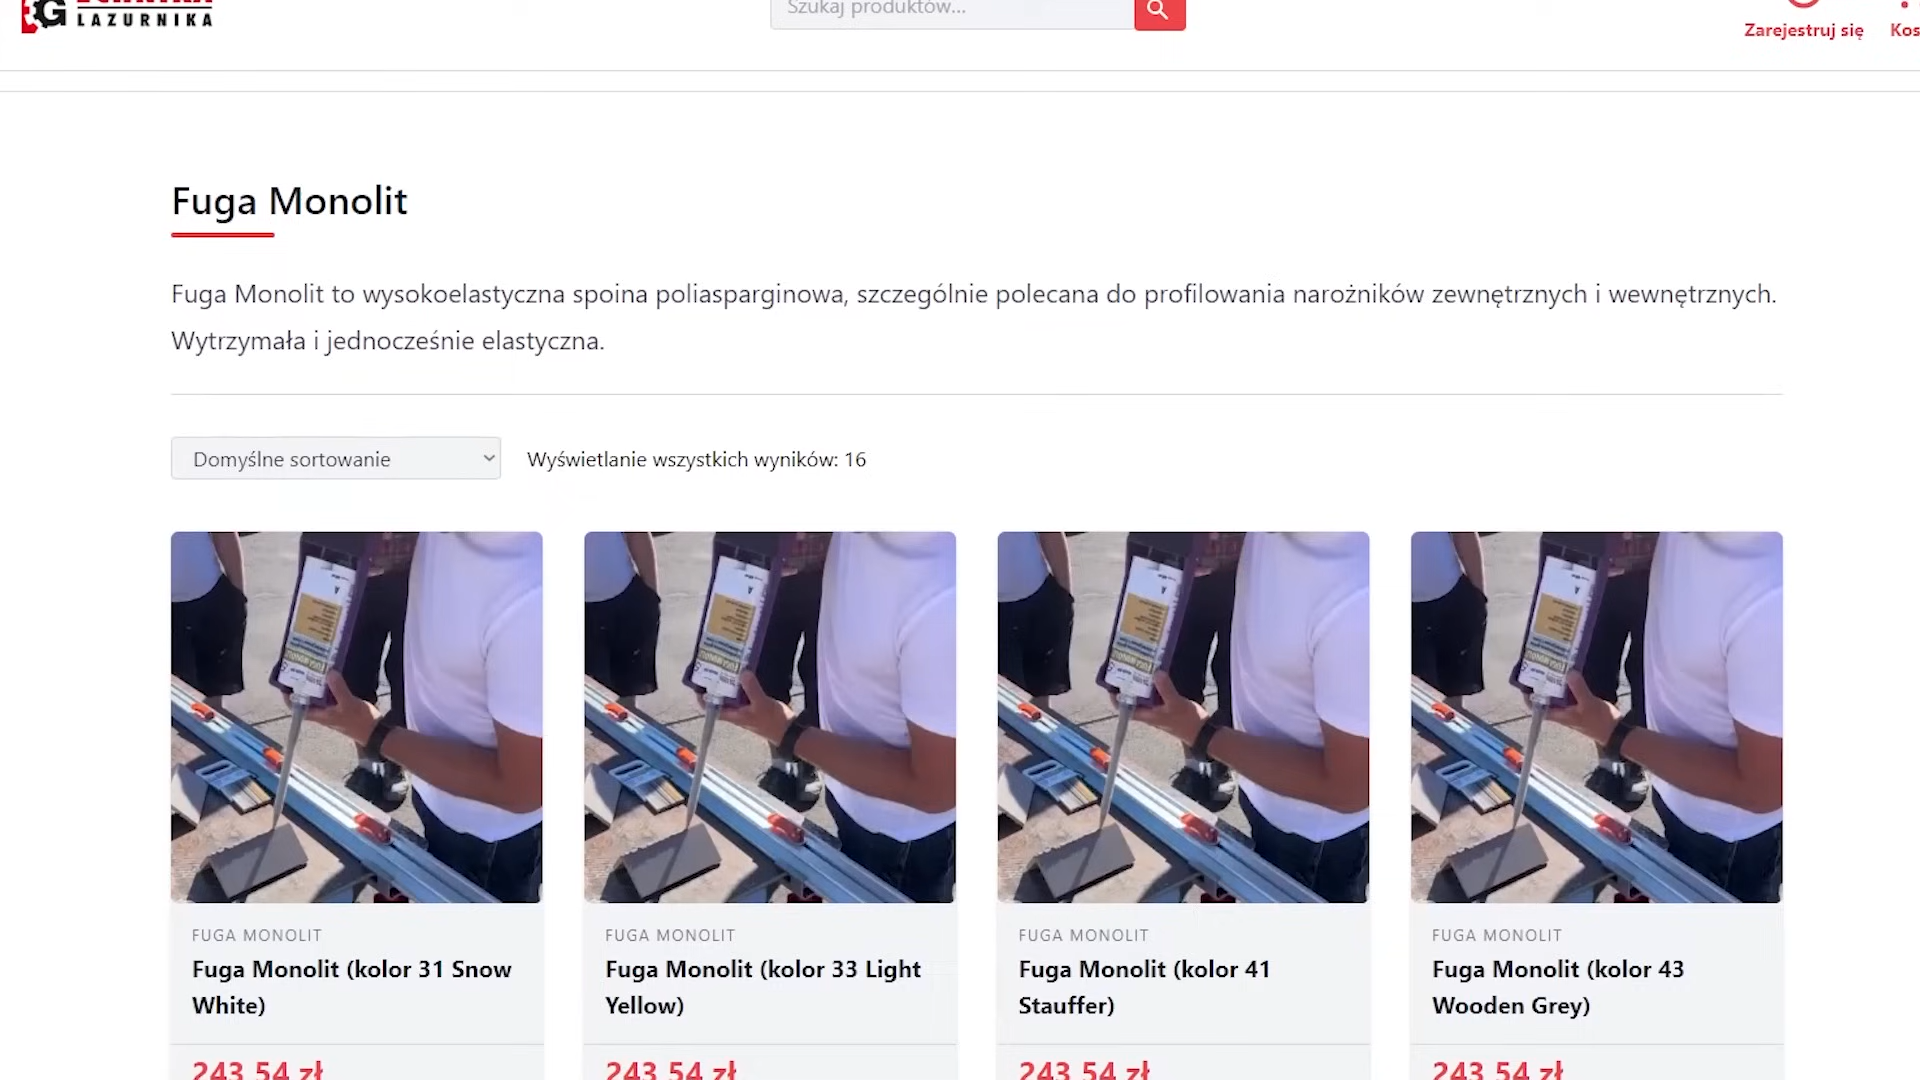 LAZURNIKA
Szukaj produktów...
Zarejestruj się
Fuga Monolit
Fuga Monolit to wysokoelastyczna spoina poliasparginowa, szczególnie polecana do profilowania narożników zewnętrznych i wewnętrznych.
Wytrzymała i jednocześnie elastyczna.
Domyślne sortowanie
Wyświetlanie wszystkich wyników: 16
FUGA MONOLIT
Fuga Monolit (kolor 31 Snow
White)
243,54 zł
FUGA MONOLIT
Fuga Monolit (kolor 33 Light
Yellow)
243,54 zł
FUGA MONOLIT
Fuga Monolit (kolor 41
Stauffer)
243,54 zł
FUGA MONOLIT
Fuga Monolit (kolor 43
Wooden Grey)
243,54 zł